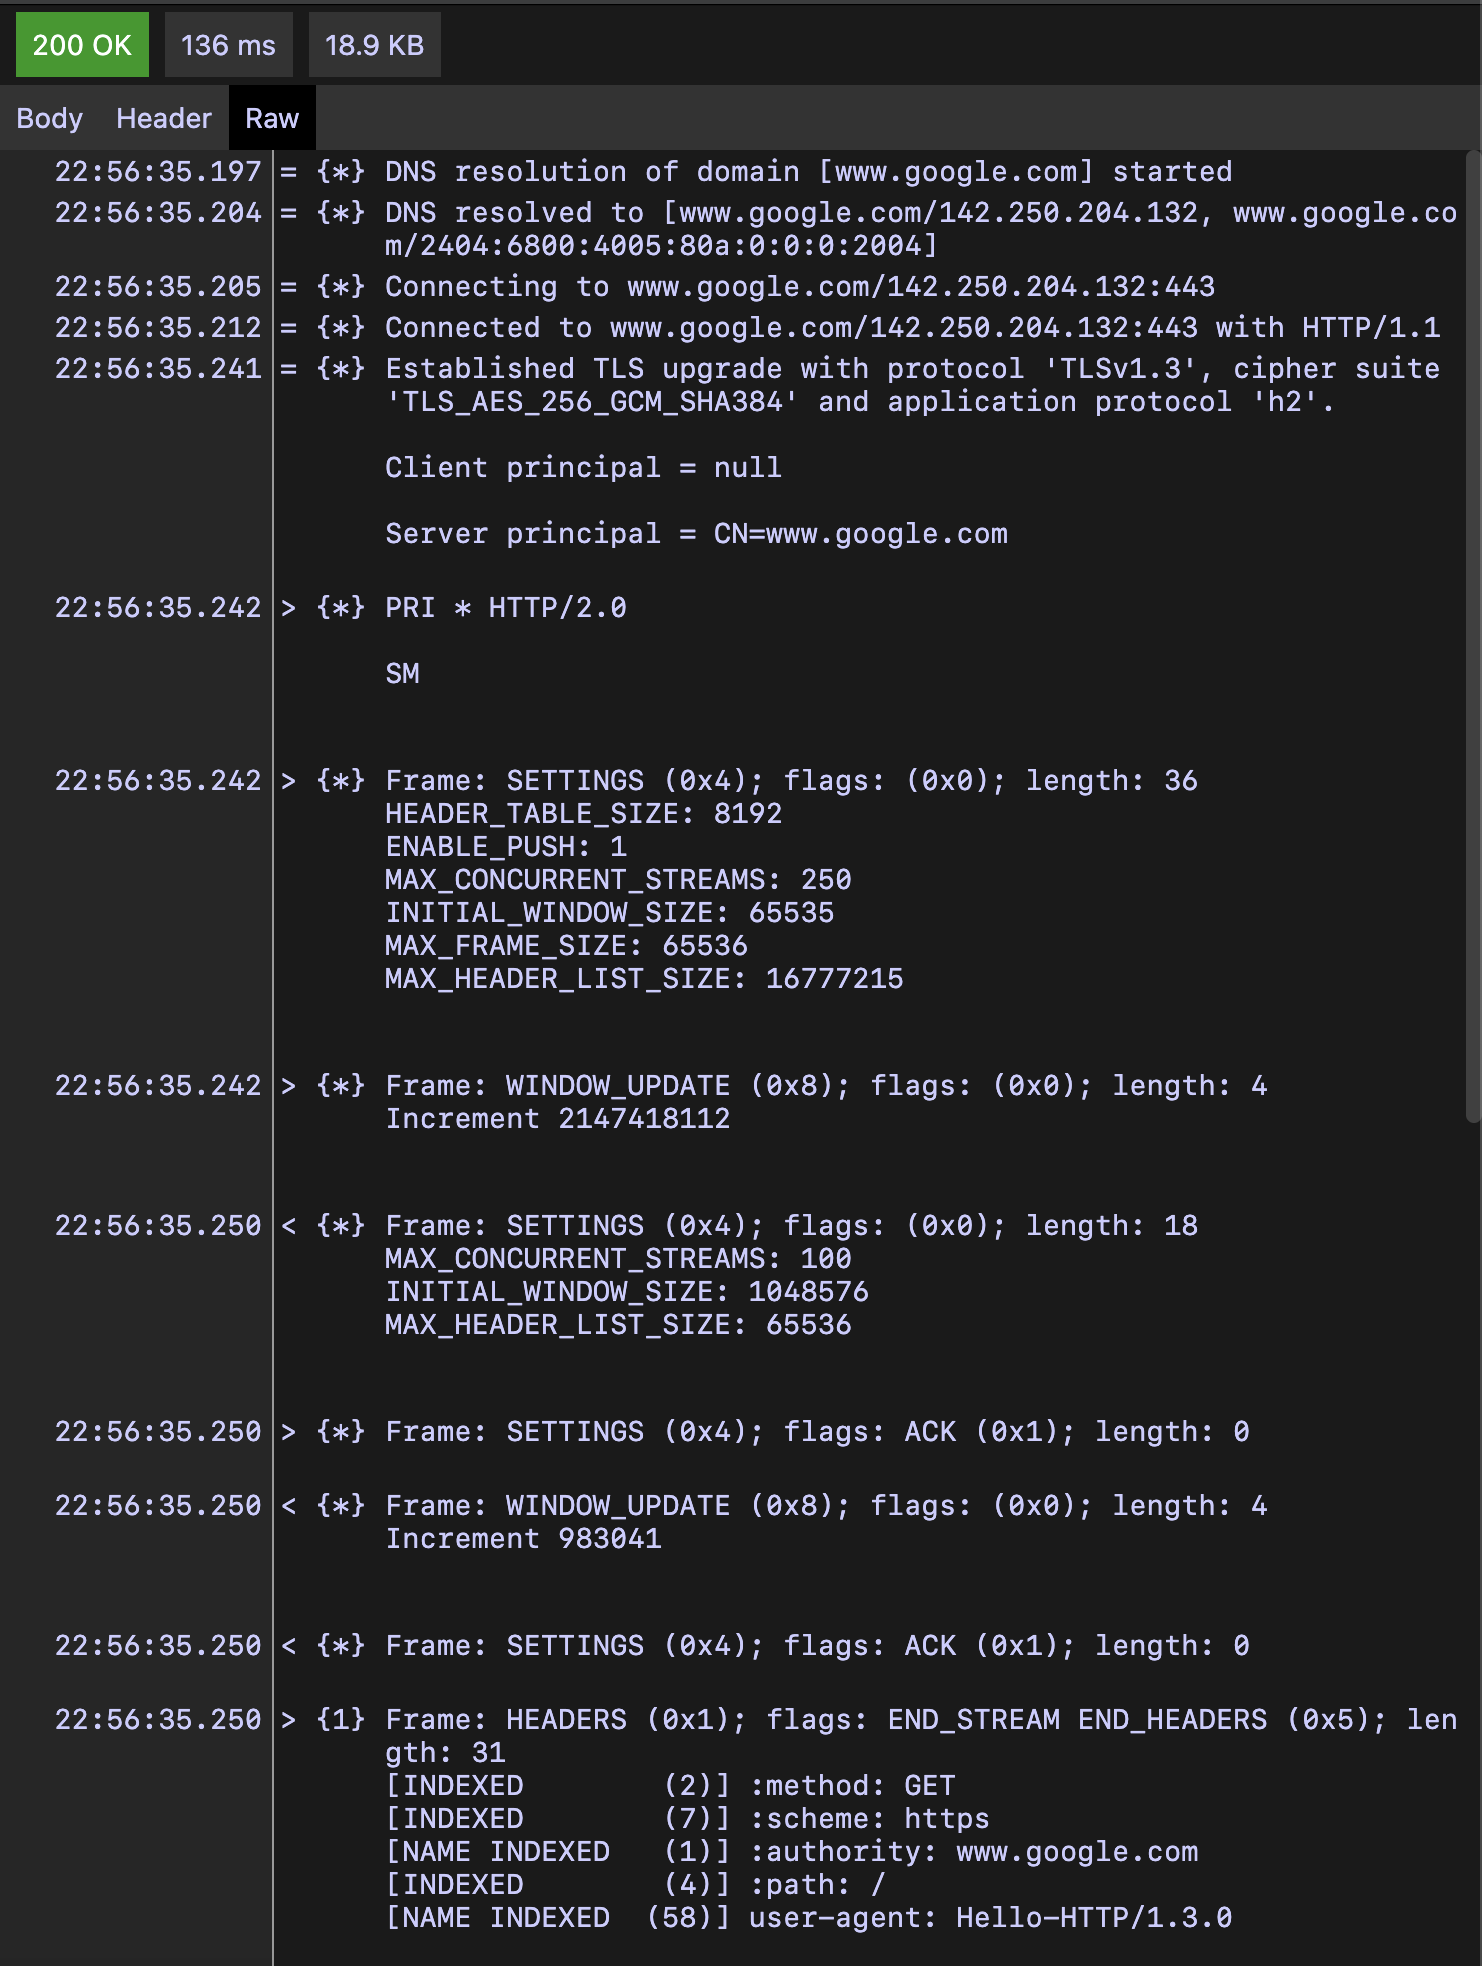 200 OK 136 ms 18.9 KB
Body Header Raw
22:56:35.197 = {*} DNS resolution of domain [www.google.com] started
22:56:35.204 = {*} DNS resolved to [www.google.com/142.250.204.132, www.google.co
m/2404:6800:4005:80a:0:0:0:2004]
22:56:35.205 = {*} Connecting to www.google.com/142.250.204.132:443
22:56:35.212 = {*} Connected to www.google.com/142.250.204.132:443 with HTTP/1.1
22:56:35.241 = {*} Established TLS upgrade with protocol 'TLSv1.3', cipher suite
'TLS_AES_256_GCM_SHA384' and application protocol 'h2'.
Client principal = null
Server principal = CN=www.google.com
22:56:35.242 > {*} PRI * HTTP/2.0
SM
22:56:35.242 > {*} Frame: SETTINGS (0x4); flags: (0x0); length: 36
HEADER_TABLE_SIZE: 8192
ENABLE_PUSH: 1
MAX_CONCURRENT_STREAMS: 250
INITIAL_WINDOW_SIZE: 65535
MAX_FRAME_SIZE: 65536
MAX_HEADER_LIST_SIZE: 16777215
22:56:35.242 > {*} Frame: WINDOW_UPDATE (0x8); flags: (0x0); length: 4
Increment 2147418112
22:56:35.250 < {*} Frame: SETTINGS (0x4); flags: (0x0); length: 18
MAX_CONCURRENT_STREAMS: 100
INITIAL_WINDOW_SIZE: 1048576
MAX_HEADER_LIST_SIZE: 65536
22:56:35.250 > {*} Frame: SETTINGS (0x4); flags: ACK (0x1); length: 0
22:56:35.250 < {*} Frame: WINDOW_UPDATE (0x8); flags: (0x0); length: 4
Increment 983041
22:56:35.250 < {*} Frame: SETTINGS (0x4); flags: ACK (0x1); length: 0
22:56:35.250 > {1} Frame: HEADERS (0x1); flags: END_STREAM END_HEADERS (0x5); len
gth: 31
[INDEXED        (2)] :method: GET
[INDEXED        (7)] :scheme: https
[NAME INDEXED   (1)] :authority: www.google.com
[INDEXED        (4)] :path: /
[NAME INDEXED  (58)] user-agent: Hello-HTTP/1.3.0